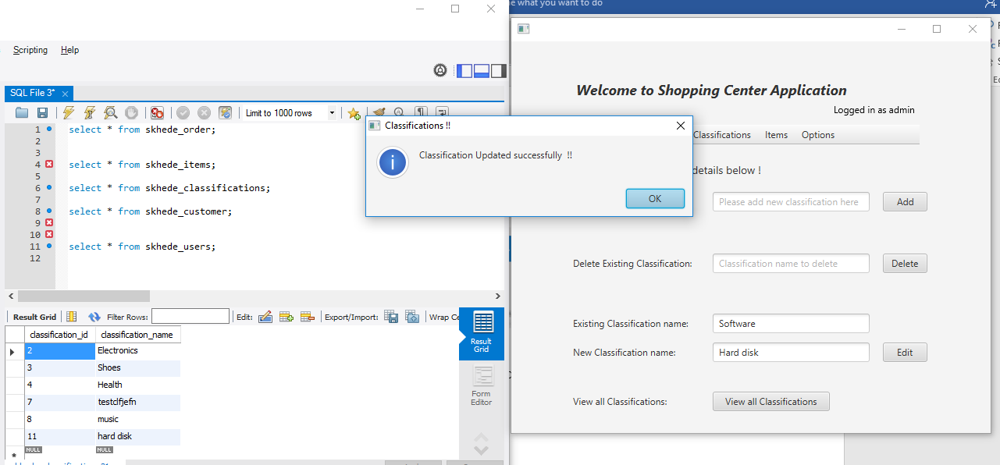 e what you want to do
Scripting Help
SQL File 3*
Limit to 1000 rows
1 select * from skhede_order;
2
3
4 select * from skhede_items;
5
6 select * from skhede_classifications;
7
8 select * from skhede_customer;
9
10
11 select * from skhede_users;
12
Result Grid Filter Rows: Edit: Export/Import: Wrap Ce
classification_id classification_name
2 Electronics
3 Shoes
4 Health
7 testclfjefn
8 music
11 hard disk
NULL NULL
Result Grid
Form Editor
Classifications !!
Classification Updated successfully !!
OK
Welcome to Shopping Center Application
Logged in as admin
Classifications Items Options
details below !
Please add new classification here Add
Delete Existing Classification: Classification name to delete Delete
Existing Classification name: Software
New Classification name: Hard disk Edit
View all Classifications: View all Classifications